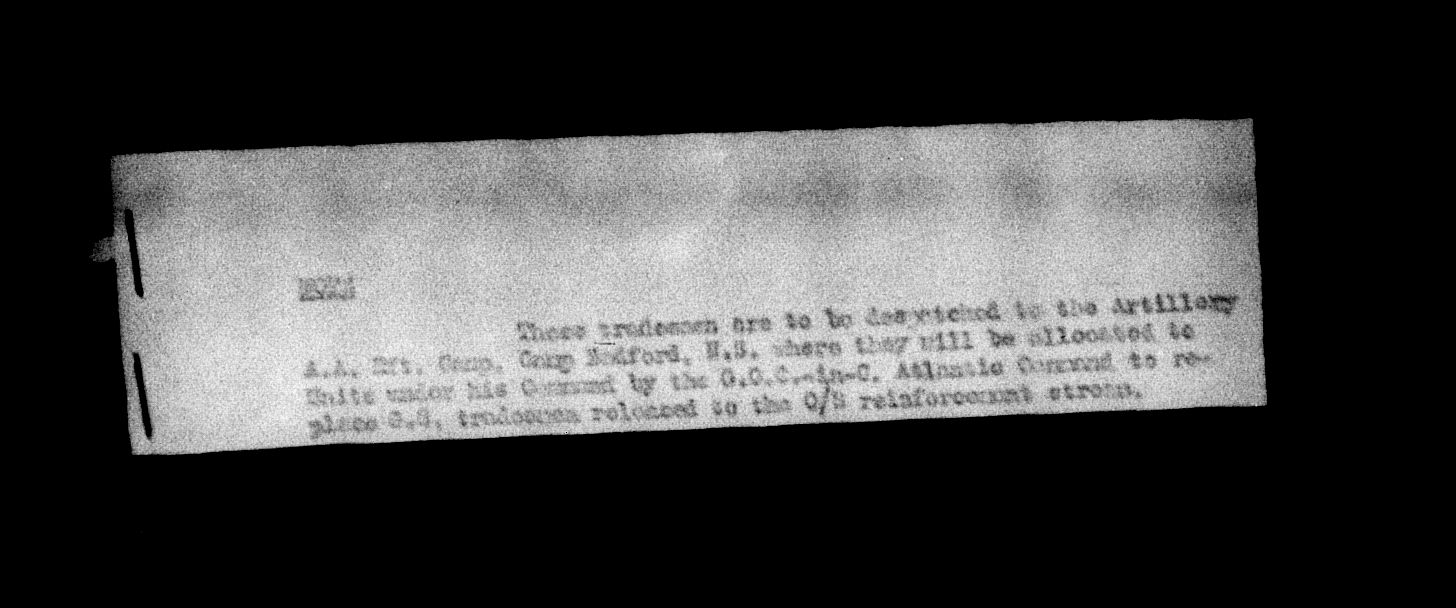 These tradesmen are to be despatched to the Artillery
A.A. Rft. Camp, Camp Bedford, N.S. where they will be allocated to
Units under his Command by the G.O.C.-in-C. Atlantic Command to re-
place G.S. tradesmen released to the O/S reinforcement stream.